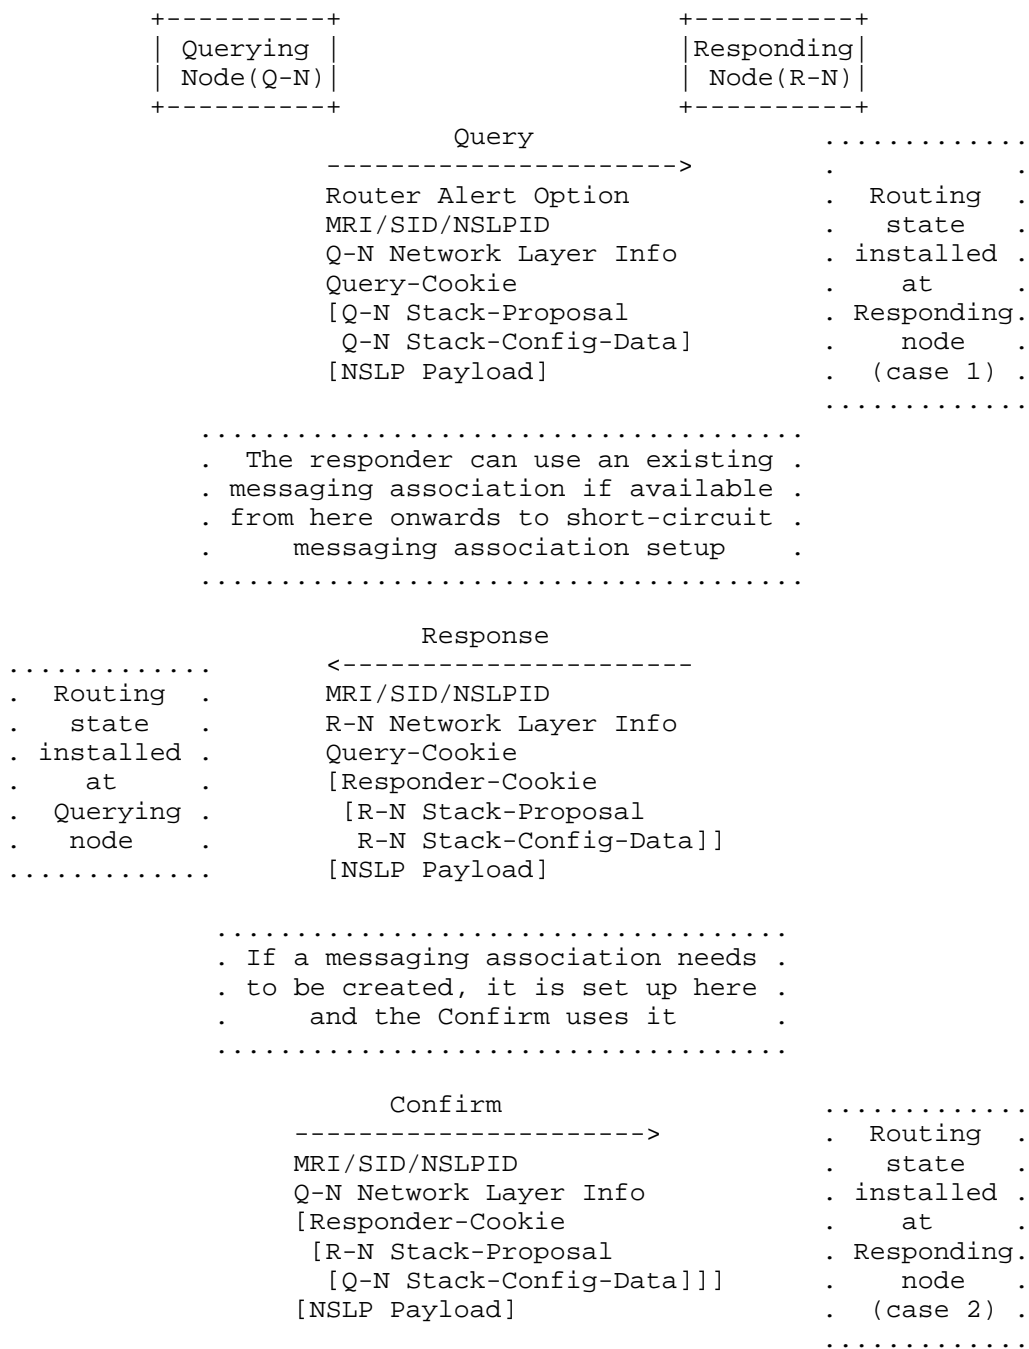 +----------+                     +----------+
| Querying |                     |Responding|
| Node(Q-N)|                     | Node(R-N)|
+----------+                     +----------+
Query                  .............
---------------------->        .           .
Router Alert Option            .  Routing  .
MRI/SID/NSLPID                 .   state   .
Q-N Network Layer Info         . installed .
Query-Cookie                   .    at     .
[Q-N Stack-Proposal            . Responding.
Q-N Stack-Config-Data]        .   node    .
[NSLP Payload]                 .  (case 1) .
.............
......................................
.  The responder can use an existing .
. messaging association if available .
. from here onwards to short-circuit .
.     messaging association setup    .
......................................
Response
.............       <----------------------
.  Routing  .       MRI/SID/NSLPID
.   state   .       R-N Network Layer Info
. installed .       Query-Cookie
.    at     .       [Responder-Cookie
.  Querying .        [R-N Stack-Proposal
.   node    .         R-N Stack-Config-Data]]
.............       [NSLP Payload]
....................................
. If a messaging association needs .
. to be created, it is set up here .
.     and the Confirm uses it      .
....................................
Confirm                    .............
---------------------->          .  Routing  .
MRI/SID/NSLPID                   .   state   .
Q-N Network Layer Info           . installed .
[Responder-Cookie                .    at     .
[R-N Stack-Proposal             . Responding.
[Q-N Stack-Config-Data]]]      .   node    .
[NSLP Payload]                   .  (case 2) .
.............